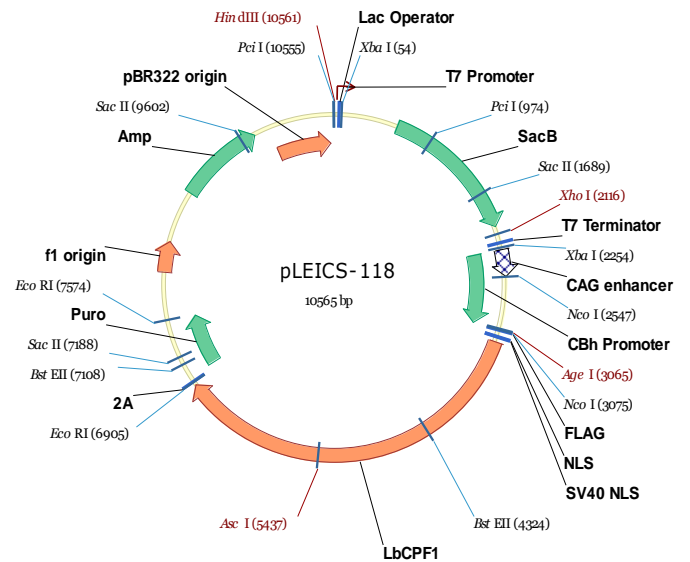 Hin dIII (10561)
Lac Operator
Pci I (10555)
Xba I (54)
pBR322 origin
T7 Promoter
Sac II (9602)
Pci I (974)
Amp
SacB
Sac II (1689)
Xho I (2116)
T7 Terminator
f1 origin
Xba I (2254)
pLEICS-118
CAG enhancer
Eco RI (7574)
10565 bp
Nco I (2547)
Puro
CBh Promoter
Sac II (7188)
Age I (3065)
Bst EII (7108)
Nco I (3075)
2A
FLAG
Eco RI (6905)
NLS
SV40 NLS
Asc I (5437)
Bst EII (4324)
LbCPF1